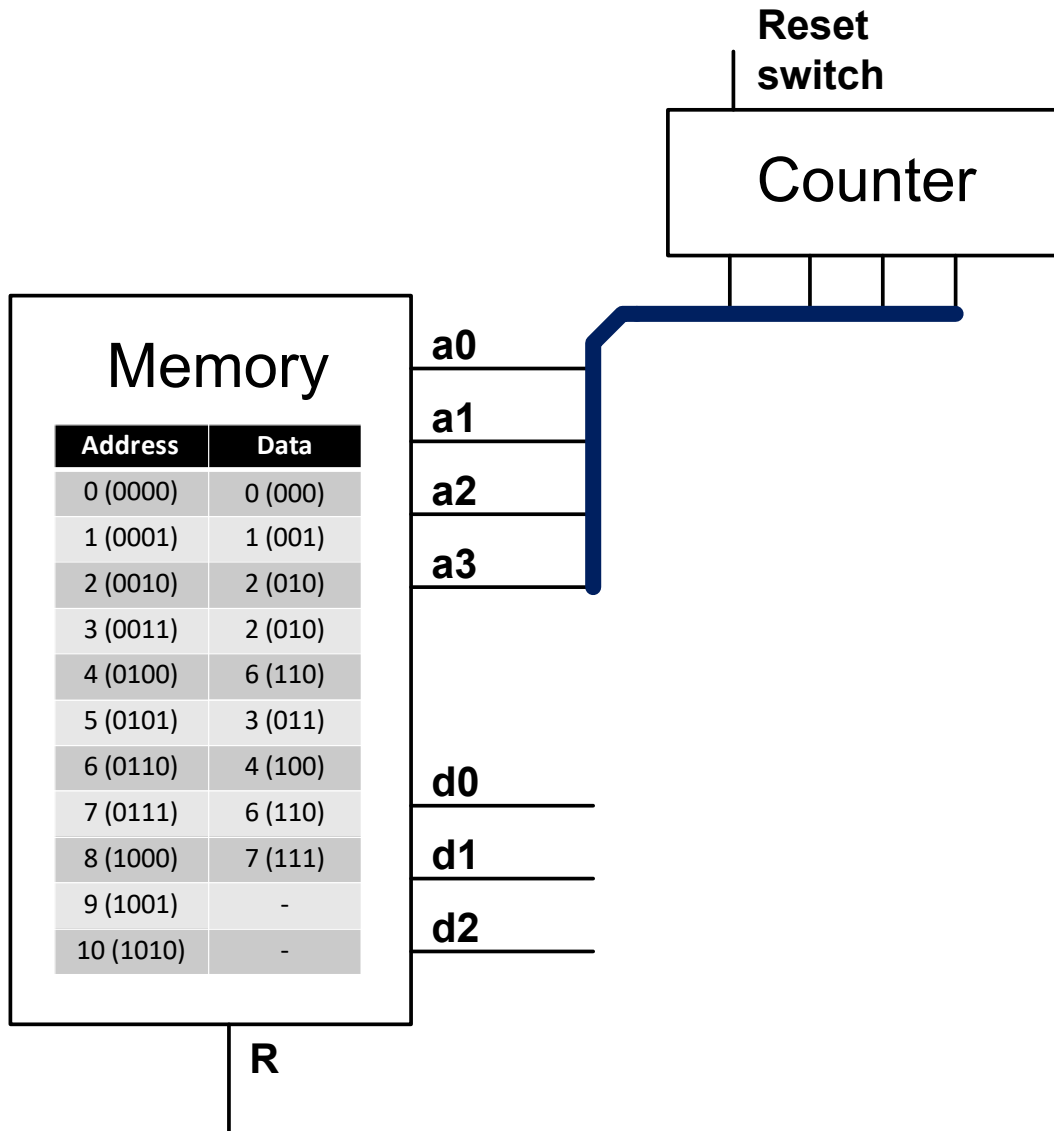 Reset
switch
Counter
Memory
a0
a1
a2
a3
Address Data
0 (0000) 0 (000)
1 (0001) 1 (001)
2 (0010) 2 (010)
3 (0011) 2 (010)
4 (0100) 6 (110)
5 (0101) 3 (011)
6 (0110) 4 (100)
7 (0111) 6 (110)
8 (1000) 7 (111)
9 (1001) -
10 (1010) -
d0
d1
d2
R